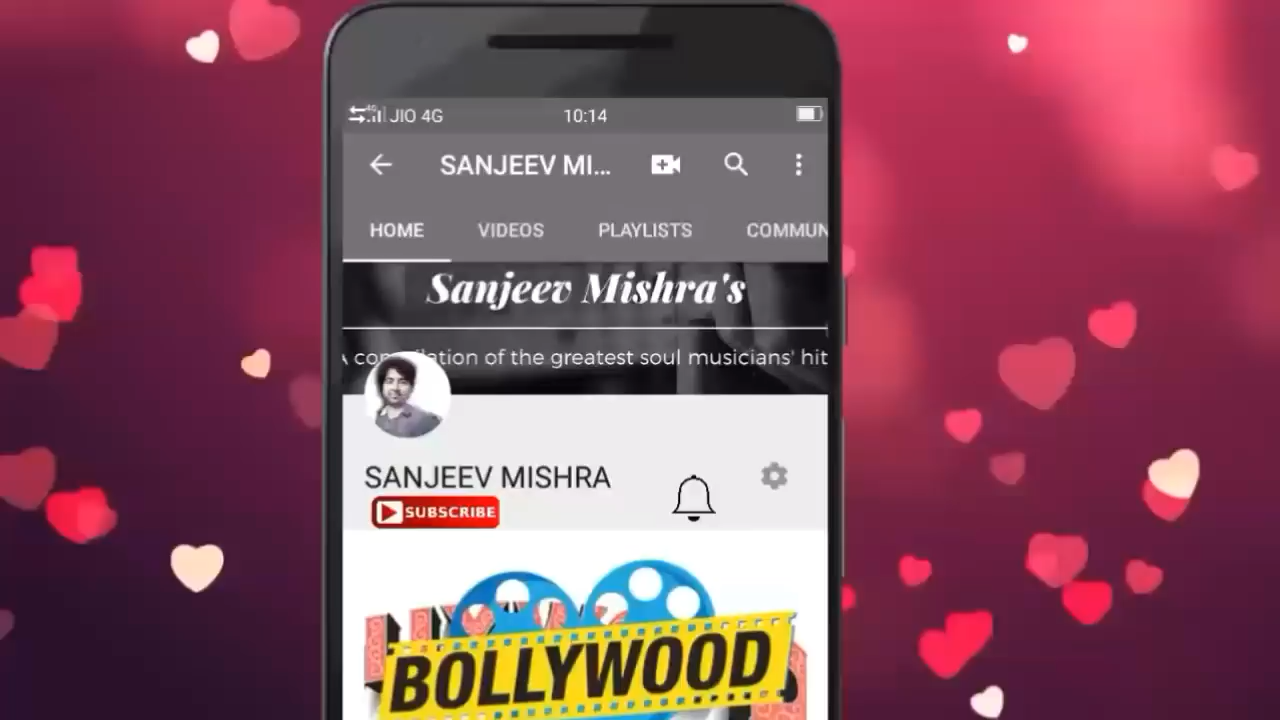 JIO 4G 10:14
SANJEEV MI...
HOME VIDEOS PLAYLISTS COMMUN
Sanjeev Mishra's
of the greatest soul musicians' hit
SANJEEV MISHRA
SUBSCRIBE
BOLLYWOOD